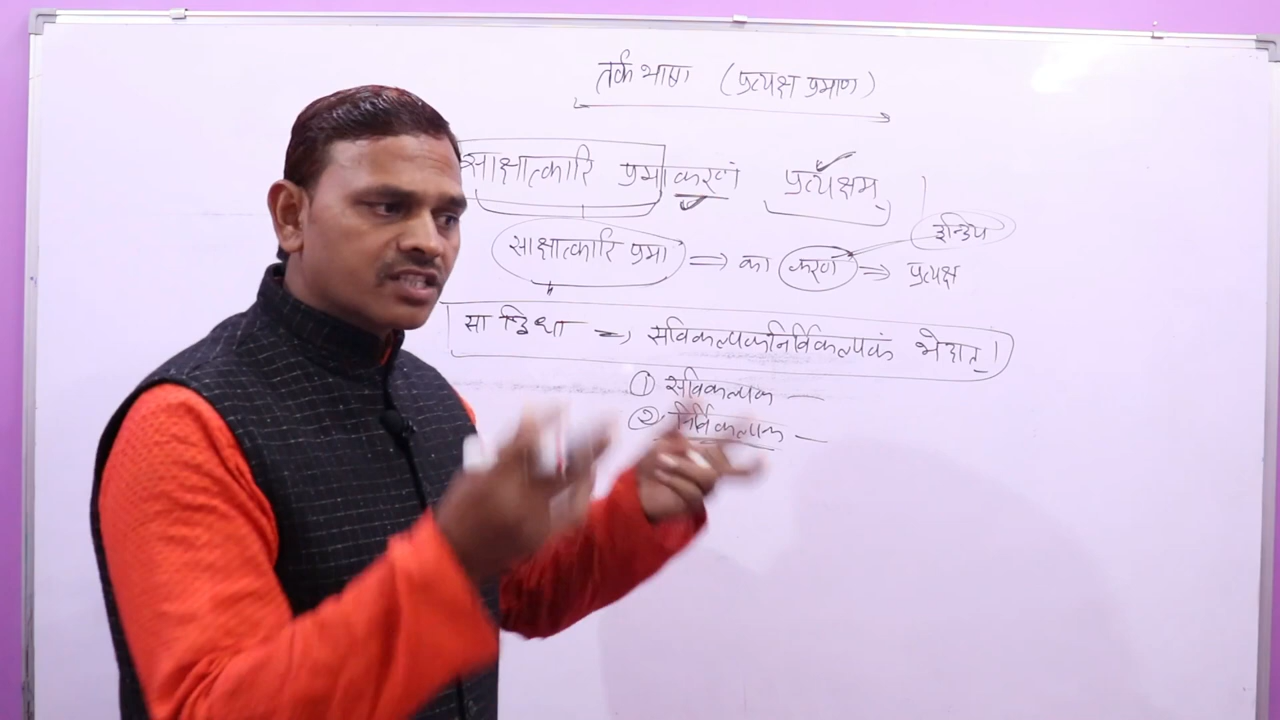 तर्कभाषा (प्रत्यक्ष प्रमाण)
साक्षात्कारि प्रमाकरणं प्रत्यक्षम्
इन्द्रिय
साक्षात्कारि प्रमा ⇒ का करण ⇒ प्रत्यक्ष
सा द्विधा ⇒ सविकल्पकनिर्विकल्पकं भेदात्।
① सविकल्पक —
② निर्विकल्पक —